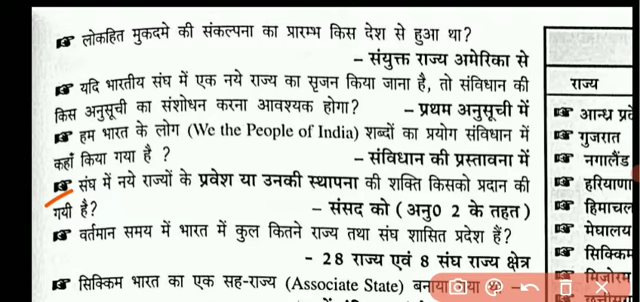 ☞ लोकहित मुकदमे की संकल्पना का प्रारम्भ किस देश से हुआ था?
– संयुक्त राज्य अमेरिका से
☞ यदि भारतीय संघ में एक नये राज्य का सृजन किया जाना है, तो संविधान की
किस अनुसूची का संशोधन करना आवश्यक होगा? – प्रथम अनुसूची में
☞ हम भारत के लोग (We the People of India) शब्दों का प्रयोग संविधान में
कहाँ किया गया है ? – संविधान की प्रस्तावना में
☞ संघ में नये राज्यों के प्रवेश या उनकी स्थापना की शक्ति किसको प्रदान की
गयी है? – संसद को ( अनु0 2 के तहत)
☞ वर्तमान समय में भारत में कुल कितने राज्य तथा संघ शासित प्रदेश हैं?
- 28 राज्य एवं 8 संघ राज्य क्षेत्र
☞ सिक्किम भारत का एक सह-राज्य (Associate State)
राज्य
☞ आन्ध्र
☞ गुजरात
☞ नगालैंड
☞ हरियाणा
☞ हिमाचल
☞ मेघालय
☞ सिक्किम
☞ मिजोरम